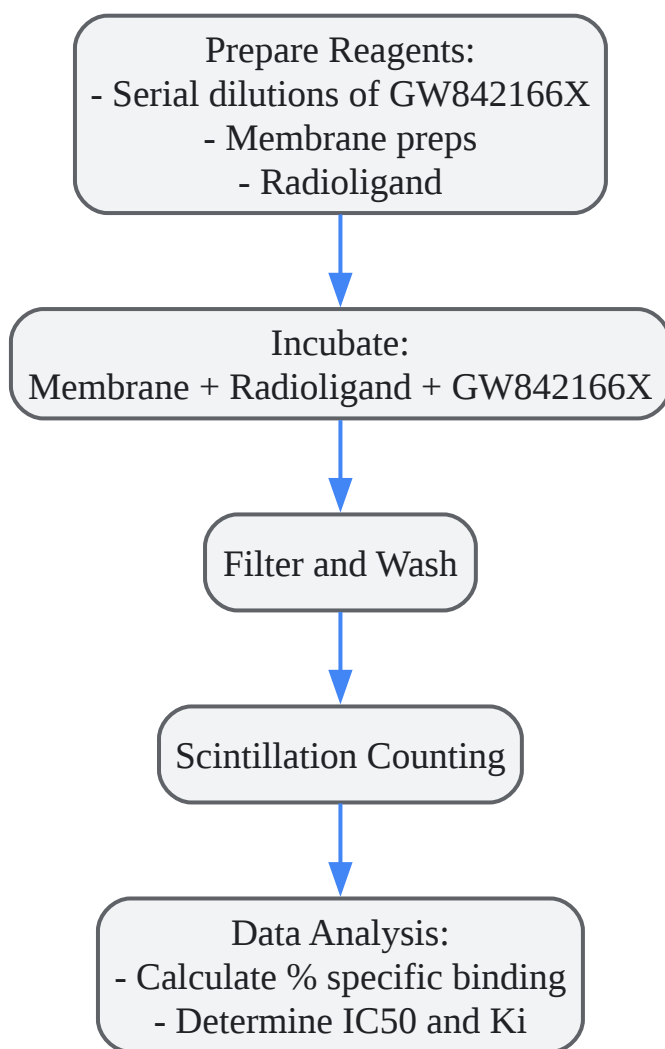 Prepare Reagents:
- Serial dilutions of GW842166X
- Membrane preps
- Radioligand
Incubate:
Membrane + Radioligand + GW842166X
Filter and Wash
Scintillation Counting
Data Analysis:
- Calculate % specific binding
- Determine IC50 and Ki